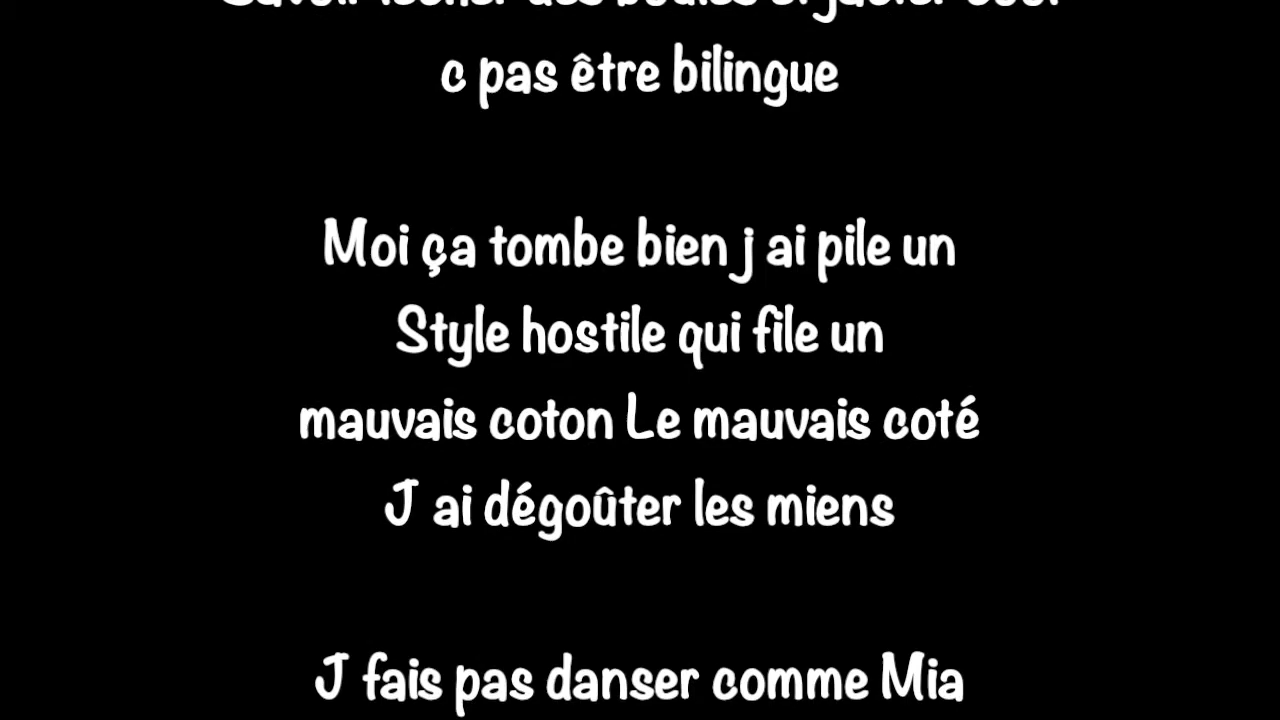 c pas être bilingue
Moi ça tombe bien j ai pile un
Style hostile qui file un
mauvais coton Le mauvais coté
J ai dégoûter les miens
J fais pas danser comme Mia